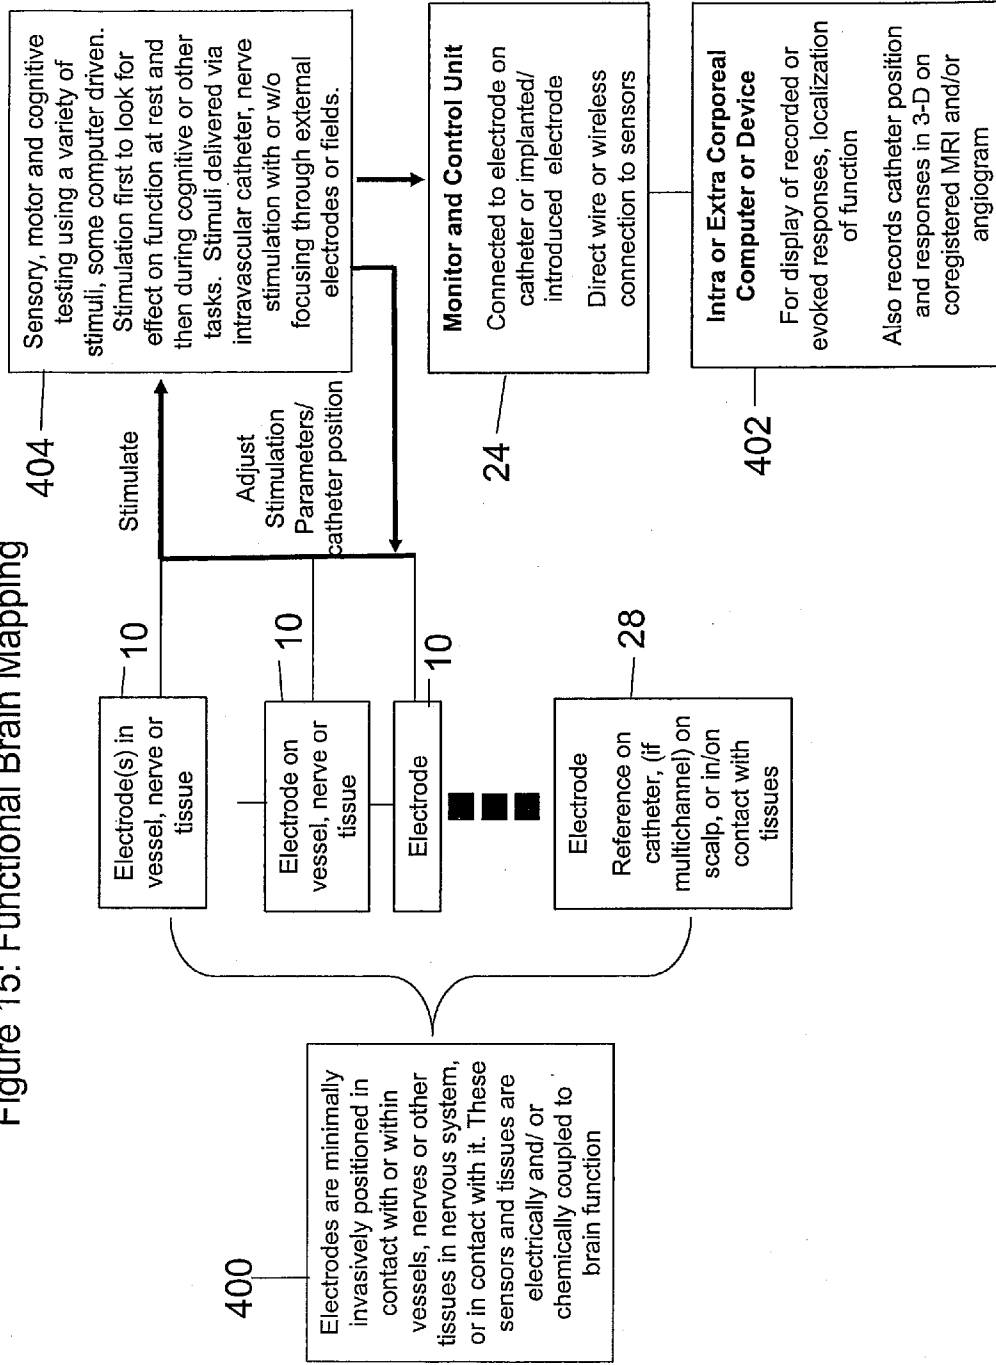 Figure 15: Functional Brain Mapping
400
Electrodes are minimally
invasively positioned in
contact with or within
vessels, nerves or other
tissues in nervous system,
or in contact with it. These
sensors and tissues are
electrically and/ or
chemically coupled to
brain function
10
Electrode(s) in
vessel, nerve or
tissue
10
Electrode on
vessel, nerve or
tissue
10
Electrode
28
Electrode
Reference on
catheter, (if
multichannel) on
scalp, or in/on
contact with
tissues
Stimulate
Adjust
Stimulation
Parameters/
catheter position
404
Sensory, motor and cognitive
testing using a variety of
stimuli, some computer driven.
Stimulation first to look for
effect on function at rest and
then during cognitive or other
tasks. Stimuli delivered via
intravascular catheter, nerve
stimulation with or w/o
focusing through external
electrodes or fields.
24
Monitor and Control Unit
Connected to electrode on
catheter or implanted/
introduced electrode
Direct wire or wireless
connection to sensors
402
Intra or Extra Corporeal
Computer or Device
For display of recorded or
evoked responses, localization
of function
Also records catheter position
and responses in 3-D on
coregistered MRI and/or
angiogram